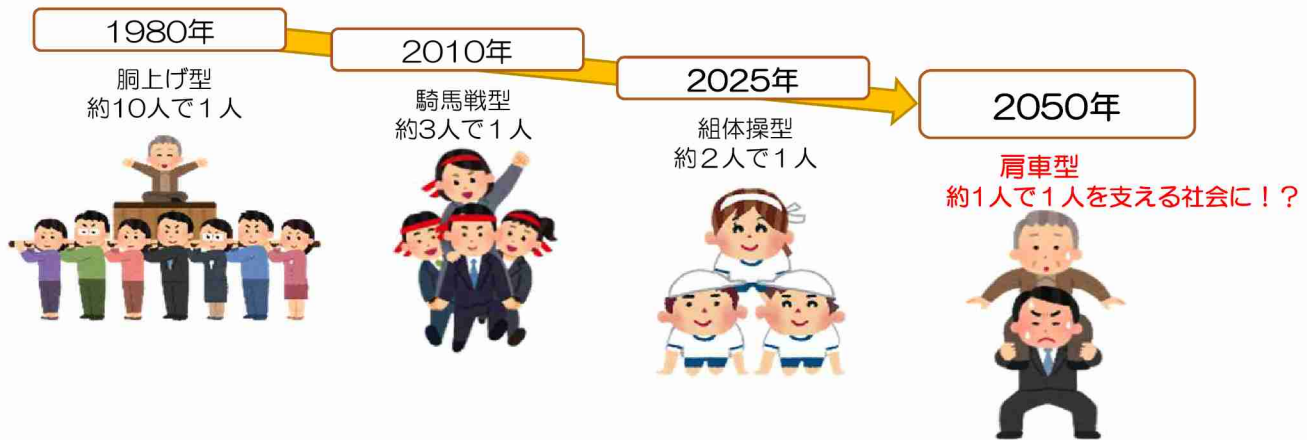 1980年
胴上げ型
約10人で１人
2010年
騎馬戦型
約3人で１人
2025年
組体操型
約２人で１人
2050年
肩車型
約1人で１人を支える社会に！？